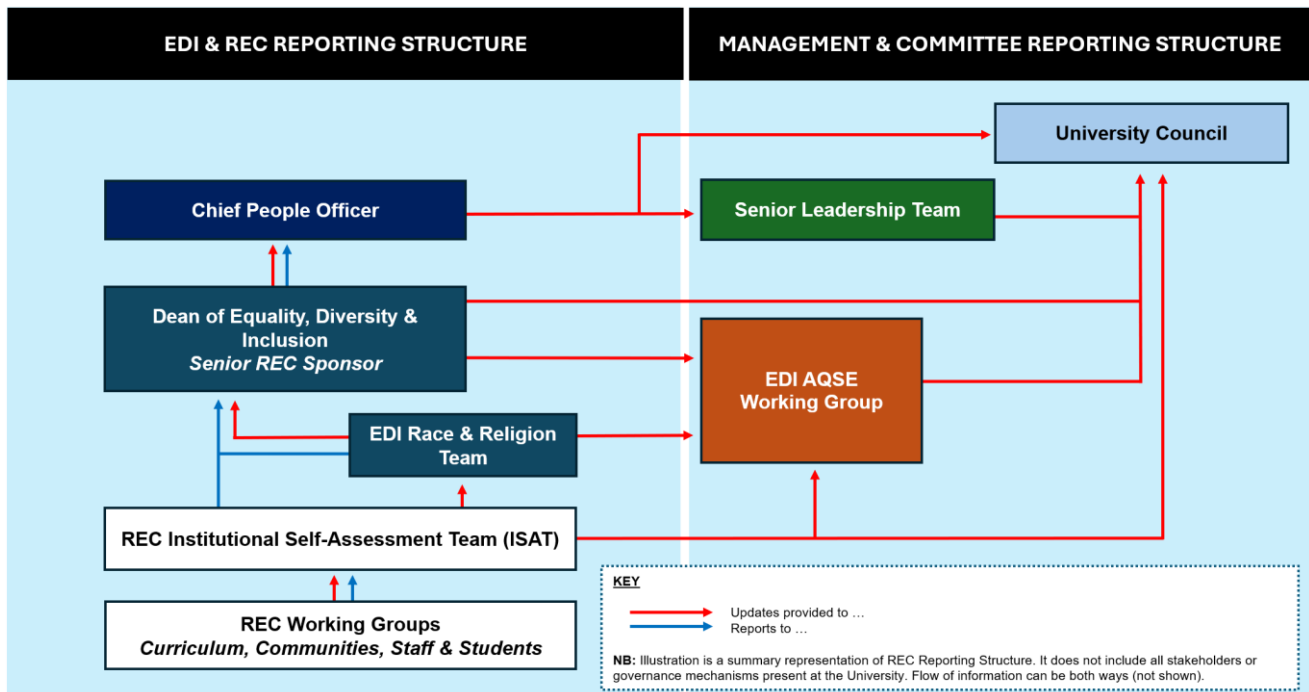 EDI & REC REPORTING STRUCTURE
MANAGEMENT & COMMITTEE REPORTING STRUCTURE
University Council
Chief People Officer
Senior Leadership Team
Dean of Equality, Diversity &
Inclusion
Senior REC Sponsor
EDI AQSE
Working Group
EDI Race & Religion
Team
REC Institutional Self-Assessment Team (ISAT)
REC Working Groups
Curriculum, Communities, Staff & Students
KEY
Updates provided to ...
Reports to ...
NB: Illustration is a summary representation of REC Reporting Structure. It does not include all stakeholders or
governance mechanisms present at the University. Flow of information can be both ways (not shown).